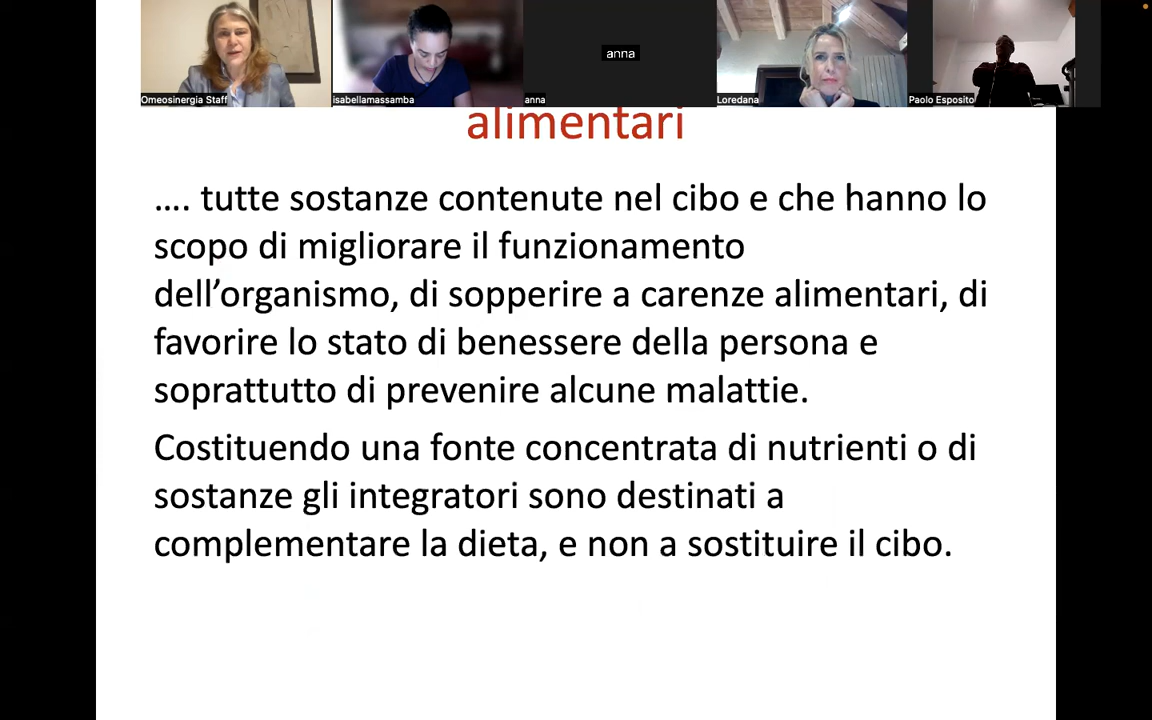 anna
Omeosinergia Staff
isabellamassamba
anna
Loredana
Paolo Esposito
alimentari
…. tutte sostanze contenute nel cibo e che hanno lo
scopo di migliorare il funzionamento
dell’organismo, di sopperire a carenze alimentari, di
favorire lo stato di benessere della persona e
soprattutto di prevenire alcune malattie.
Costituendo una fonte concentrata di nutrienti o di
sostanze gli integratori sono destinati a
complementare la dieta, e non a sostituire il cibo.